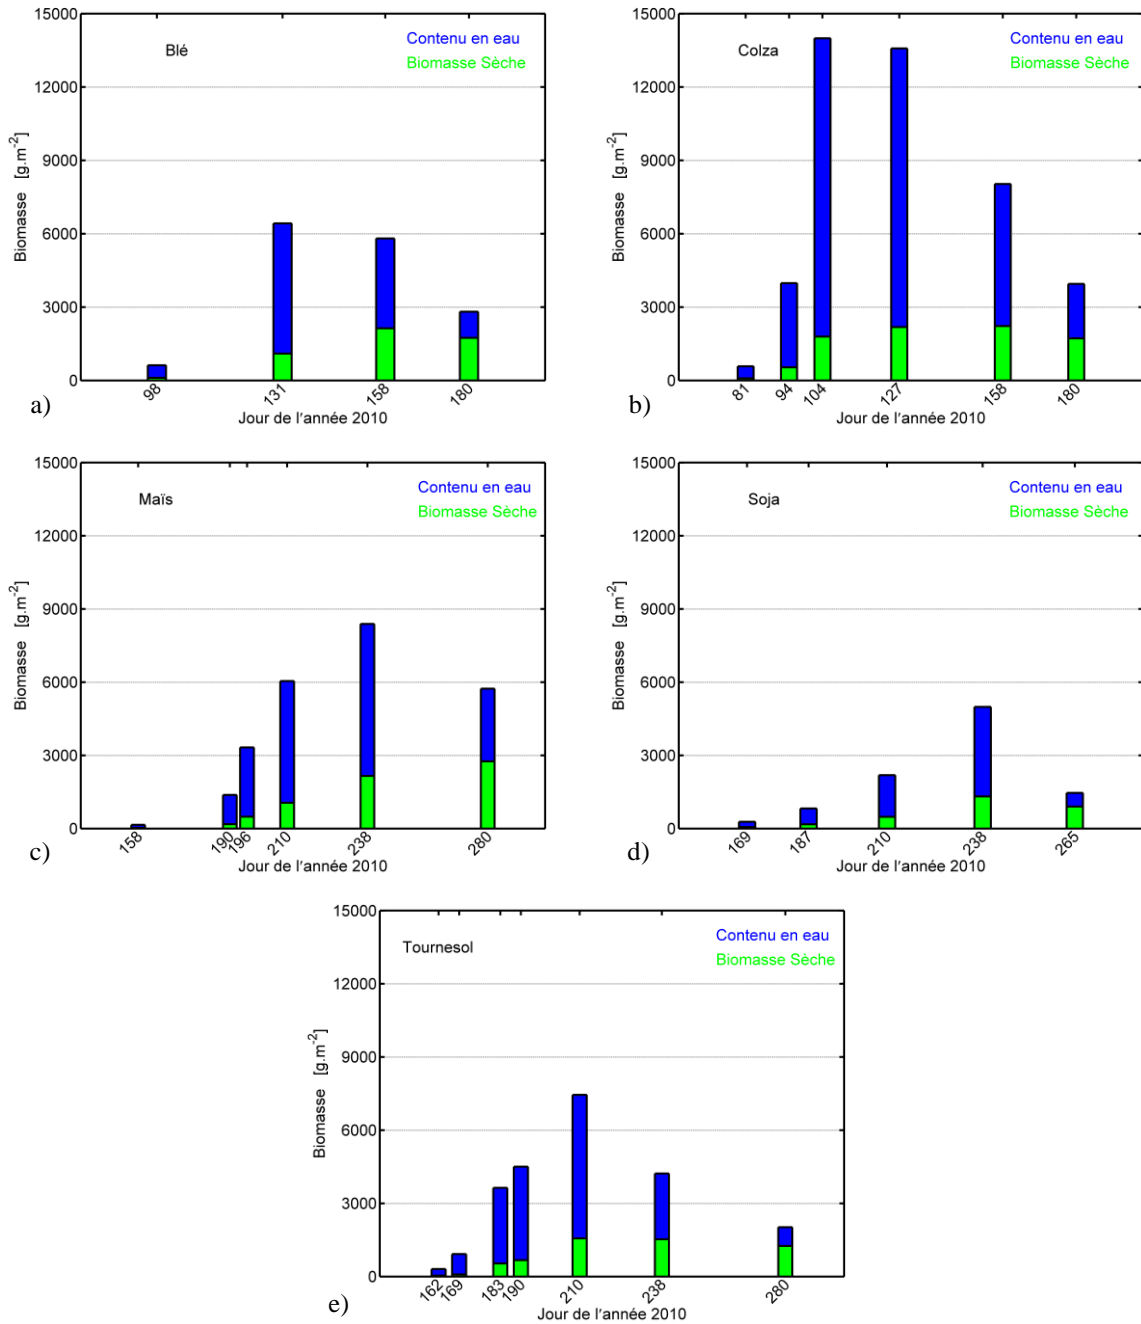 15000
12000
9000
6000
3000
0
Biomasse [g.m-2]
Blé
Contenu en eau
Biomasse Sèche
98 131 158 180
Jour de l'année 2010
a)
15000
12000
9000
6000
3000
0
Biomasse [g.m-2]
Colza
Contenu en eau
Biomasse Sèche
81 94 104 127 158 180
Jour de l'année 2010
b)
15000
12000
9000
6000
3000
0
Biomasse [g.m-2]
Maïs
Contenu en eau
Biomasse Sèche
158 190 196 210 238 280
Jour de l'année 2010
c)
15000
12000
9000
6000
3000
0
Biomasse [g.m-2]
Soja
Contenu en eau
Biomasse Sèche
169 187 210 238 265
Jour de l'année 2010
d)
15000
12000
9000
6000
3000
0
Biomasse [g.m-2]
Tournesol
Contenu en eau
Biomasse Sèche
162 169 183 190 210 238 280
Jour de l'année 2010
e)